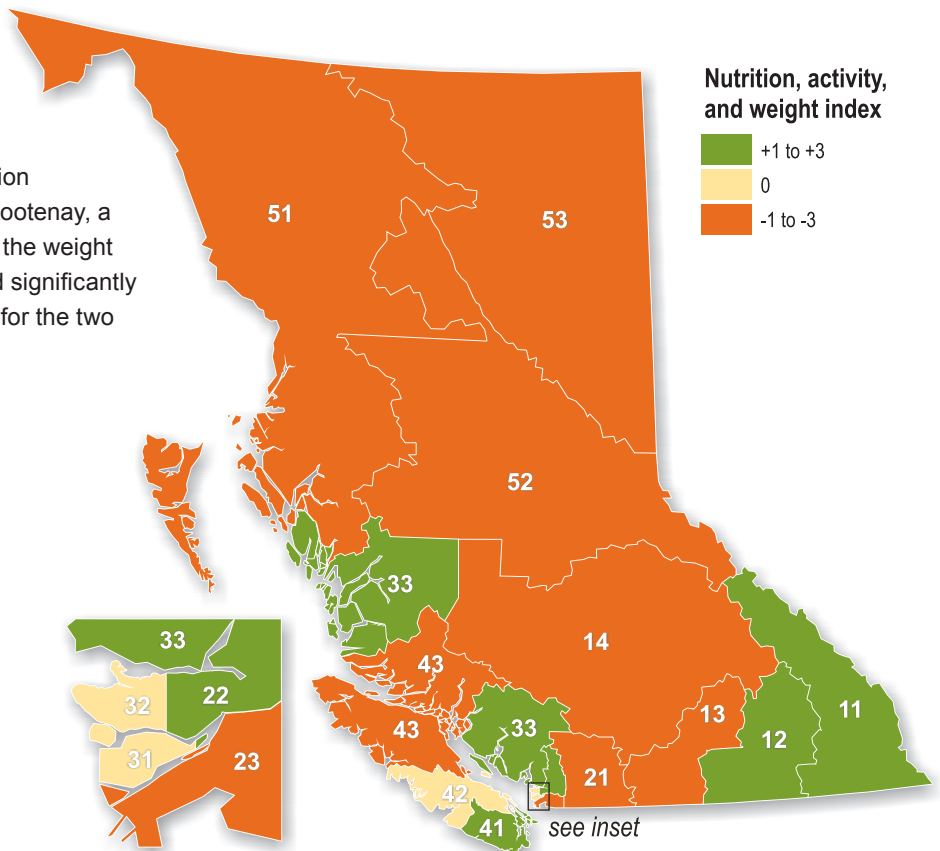 ion
ootenay, a
the weight
d significantly
for the two
Nutrition, activity,
and weight index
+1 to +3
0
-1 to -3
51
53
52
33
14
43
43
33
13
12
11
21
42
41
see inset
33
32
22
31
23